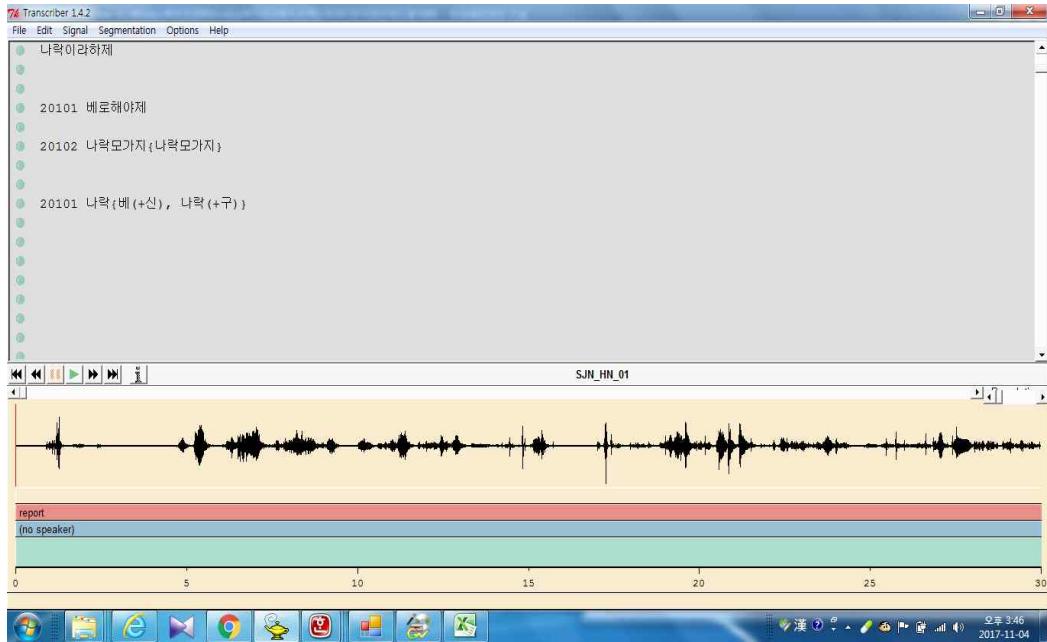 Transcriber 1.4.2
File Edit Signal Segmentation Options Help
나락이라하제
20101 베로해야제
20102 나락모가지{나락모가지}
20101 나락{베(+신), 나락(+구)}
SJN_HN_01
report
(no speaker)
0 5 10 15 20 25 30
漢
오후 3:46
2017-11-04